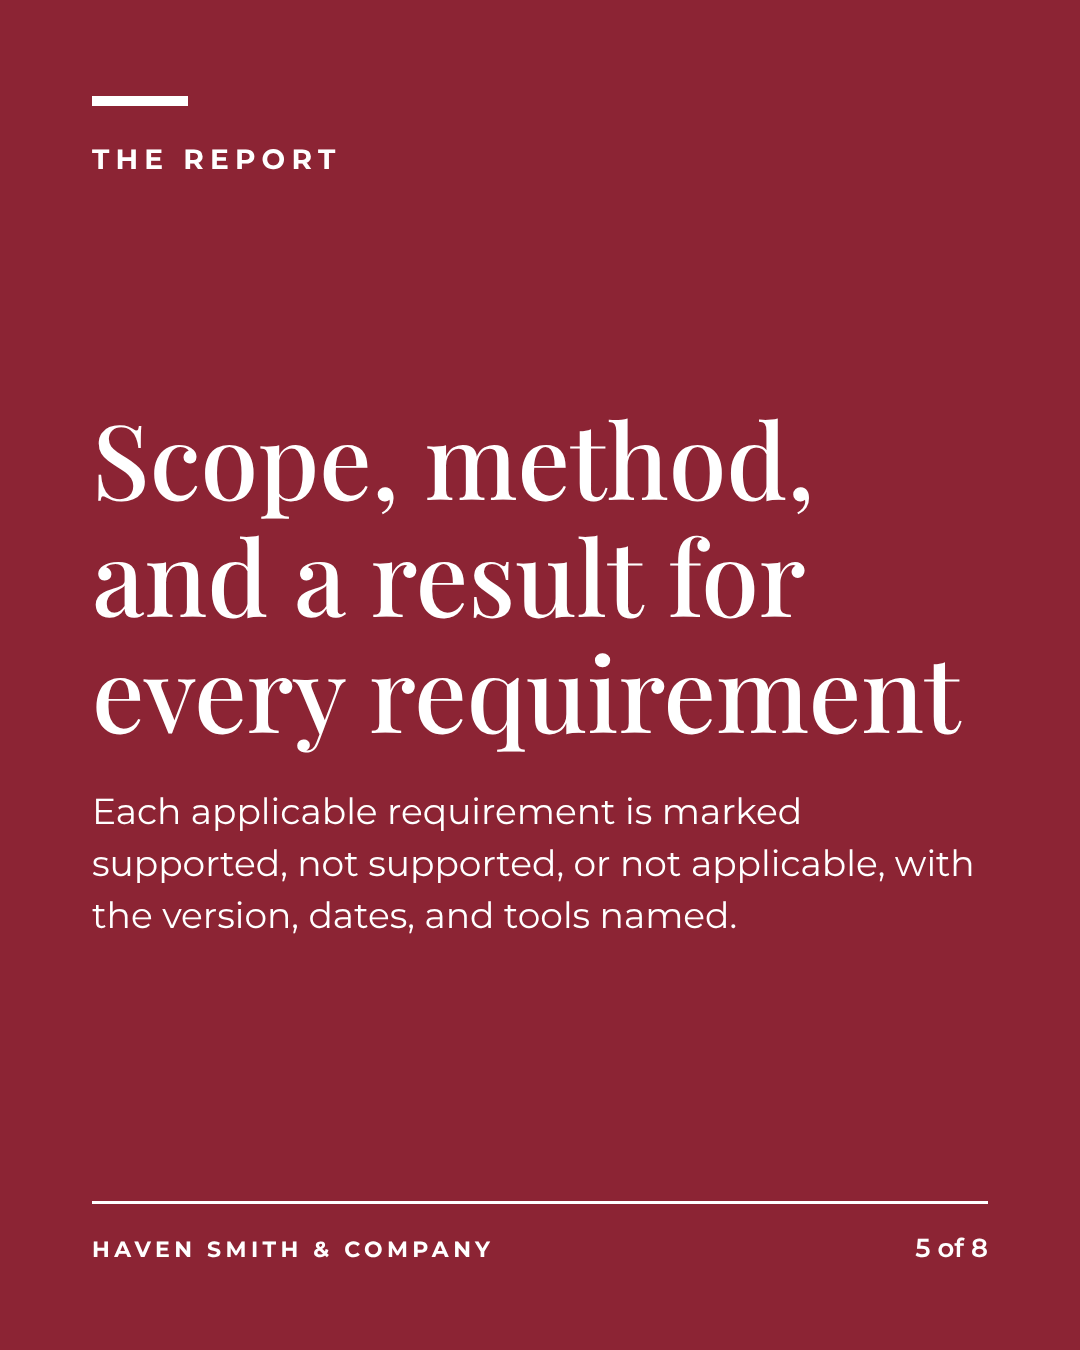 THE REPORT
Scope, method,
and a result for
every requirement
Each applicable requirement is marked
supported, not supported, or not applicable, with
the version, dates, and tools named.
HAVEN SMITH & COMPANY
5 of 8